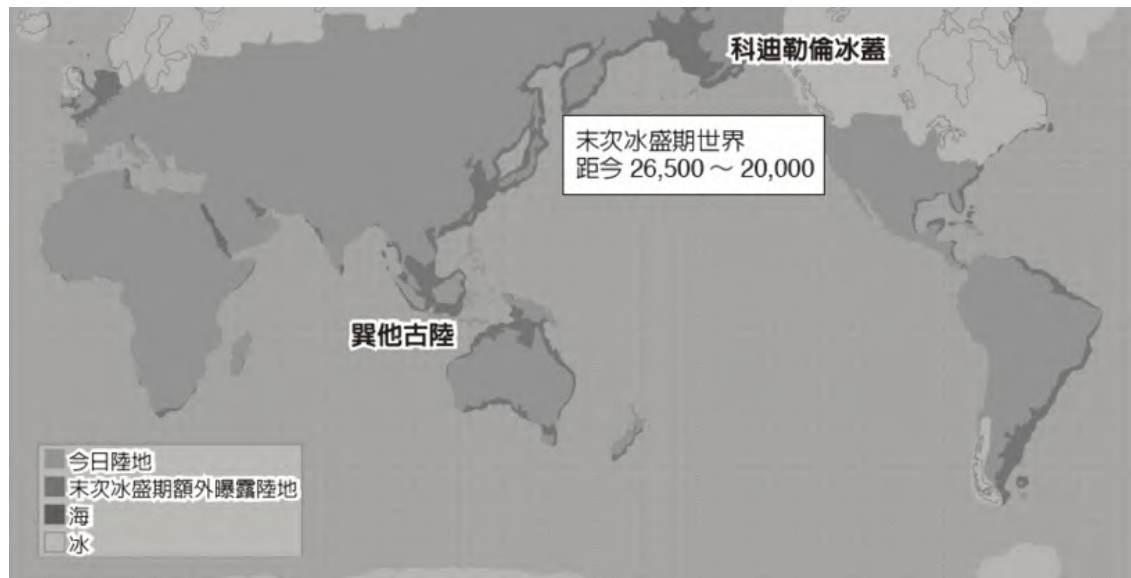 科迪勒倫冰蓋
末次冰盛期世界
距今 26,500 ～ 20,000
巽他古陸
今日陸地
末次冰盛期額外曝露陸地
海
冰